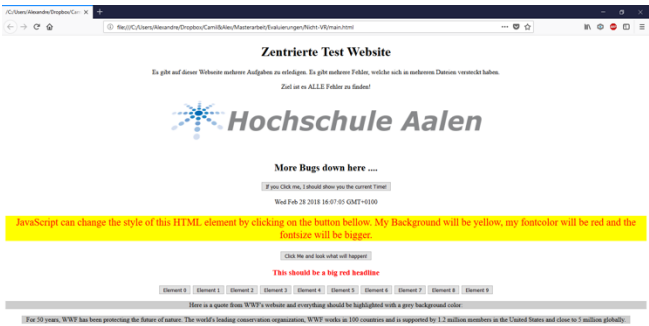 /C:/Users/Alexandre/Dropbox/Cami
file:///C:/Users/Alexandre/Dropbox/Camil&Alex/Masterarbeit/Evaluierungen/Nicht-VR/main.html
Zentrierte Test Website
Es gibt auf dieser Webseite mehrere Aufgaben zu erledigen. Es gibt mehrere Fehler, welche sich in mehreren Dateien versteckt haben.
Ziel ist es ALLE Fehler zu finden!
Hochschule Aalen
More Bugs down here ....
If you Click me, I should show you the current Time!
Wed Feb 28 2018 16:07:05 GMT+0100
JavaScript can change the style of this HTML element by clicking on the button bellow. My Background will be yellow, my fontcolor will be red and the
fontsize will be bigger.
Click Me and look what will happen!
This should be a big red headline
Element 0 Element 1 Element 2 Element 3 Element 4 Element 5 Element 6 Element 7 Element 8 Element 9
Here is a quote from WWF's website and everything should be highlighted with a grey background color:
For 50 years, WWF has been protecting the future of nature. The world's leading conservation organization, WWF works in 100 countries and is supported by 1.2 million members in the United States and close to 5 million globally.